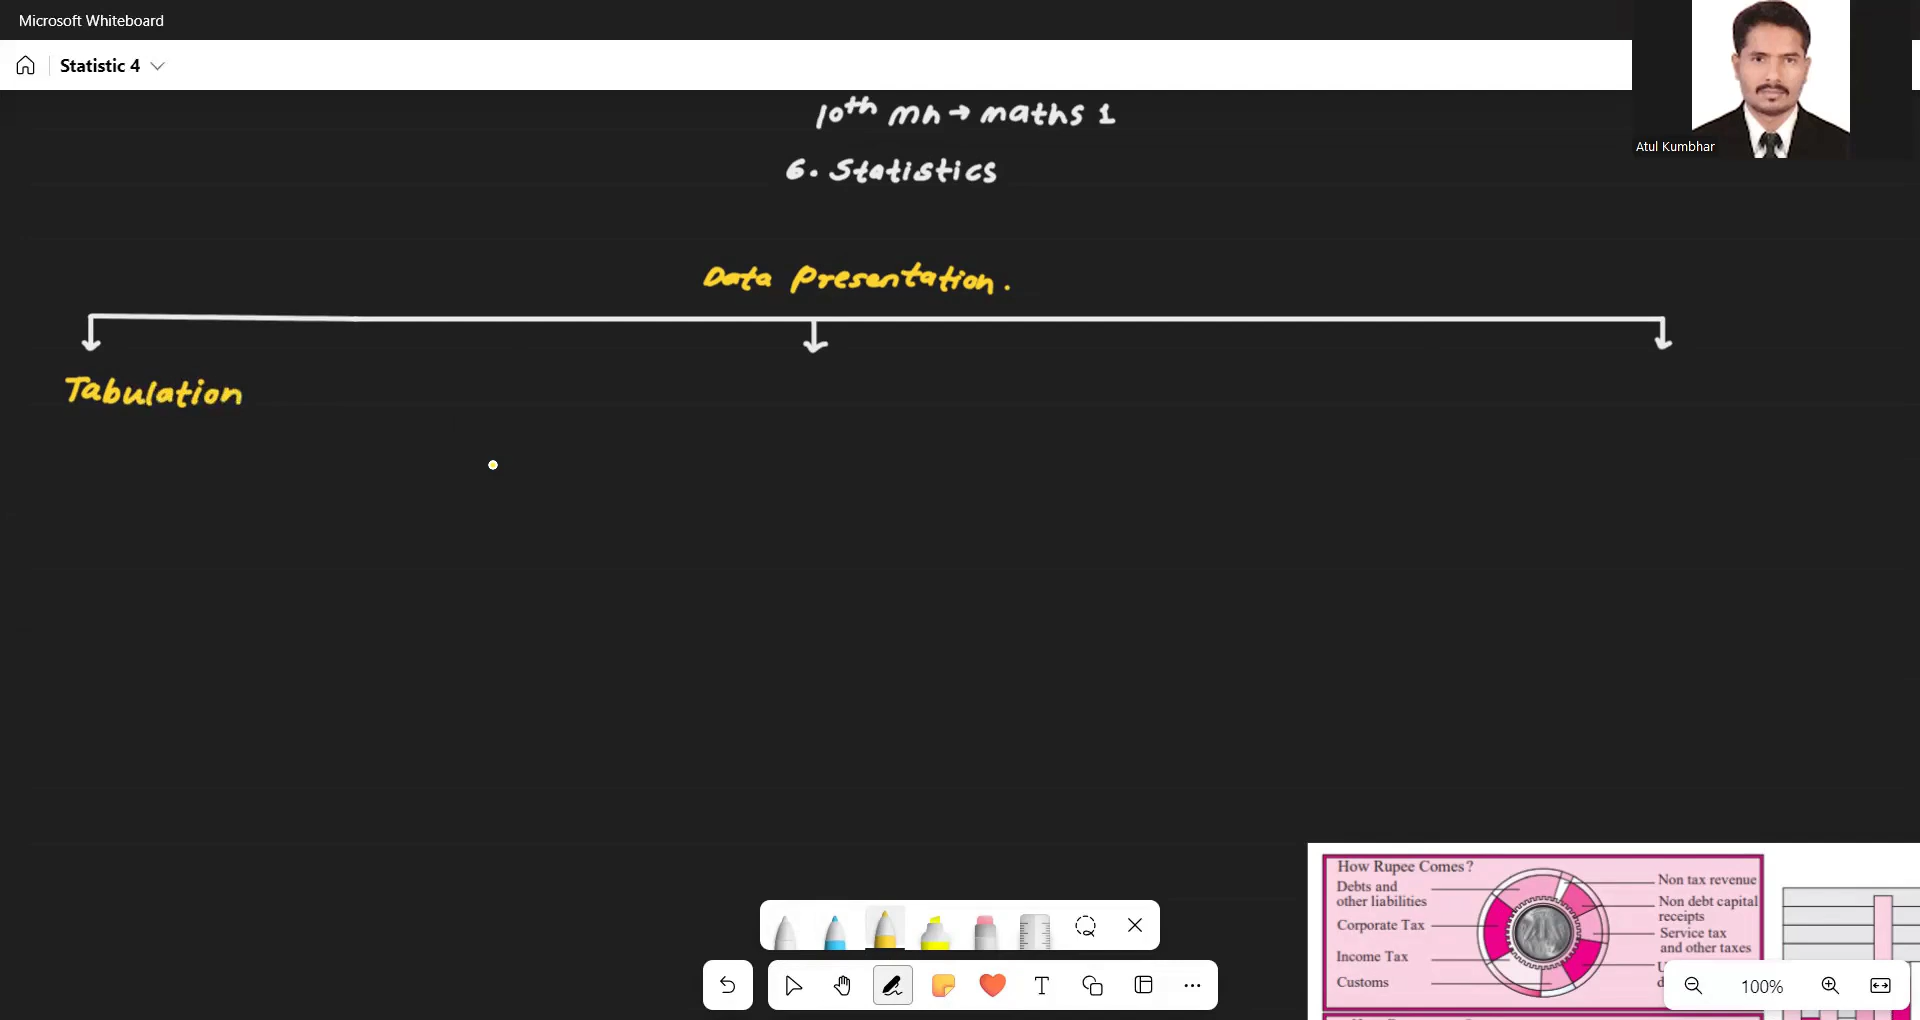 Microsoft Whiteboard
Statistic 4
Atul Kumbhar
10th mh → maths 1
6. Statistics
Data Presentation.
Tabulation
How Rupee Comes?
Debts and
other liabilities
Corporate Tax
Income Tax
Customs
Non tax revenue
Non debt capital
receipts
Service tax
and other taxes
100%